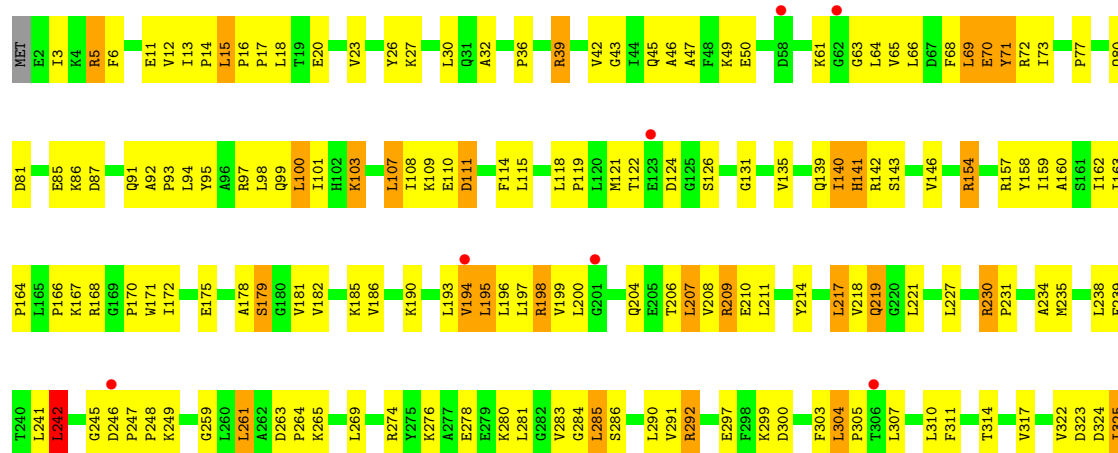 MET E2 I3 K4 R5 F6 E11 V12 I13 P14 L15 P16 P17 L18 T19 E20 V23 Y26 K27 L30 Q31 A32 P36 R39 V42 G43 I44 Q45 A46 A47 F48 K49 E50 D58 K61 G62 G63 L64 V65 L66 D67 F68 L69 E70 Y71 R72 I73 P77
D81 E85 K86 D87 Q91 A92 P93 L94 Y95 A96 R97 L98 Q99 L100 I101 H102 K103 L107 I108 K109 E110 D111 F114 L115 L118 P119 L120 M121 T122 E123 D124 G125 S126 G131 V135 Q139 I140 H141 R142 S143 V146 R154 R157 Y158 I159 A160 S161 I162
P164 L165 P166 K167 R168 G169 P170 W171 I172 E175 A178 S179 G180 V181 V182 K185 V186 K190 L193 V194 L195 L196 L197 R198 V199 L200 G201 Q204 E205 T206 L207 V208 R209 E210 L211 Y214 L217 V218 Q219 G220 L221 L227 R230 P231 A234 M235 L238
T240 L241 L242 G245 D246 P247 P248 K249 G259 L260 L261 A262 D263 P264 K265 L269 R274 Y275 K276 A277 E278 E279 K280 L281 G282 V283 G284 L285 S286 L290 V291 R292 E297 F298 K299 D300 F303 L304 P305 T306 L307 L310 F311 T314 V317 V322 D323 D324